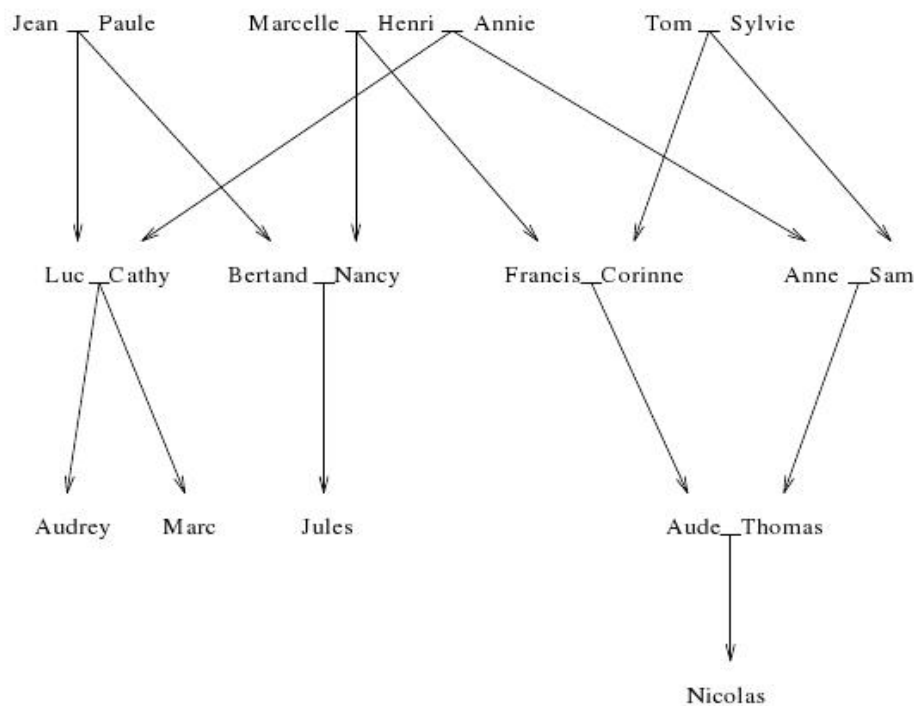 Jean Paule Marcelle Henri Annie Tom Sylvie
Luc Cathy Bertand Nancy Francis Corinne Anne Sam
Audrey Marc Jules Aude Thomas
Nicolas